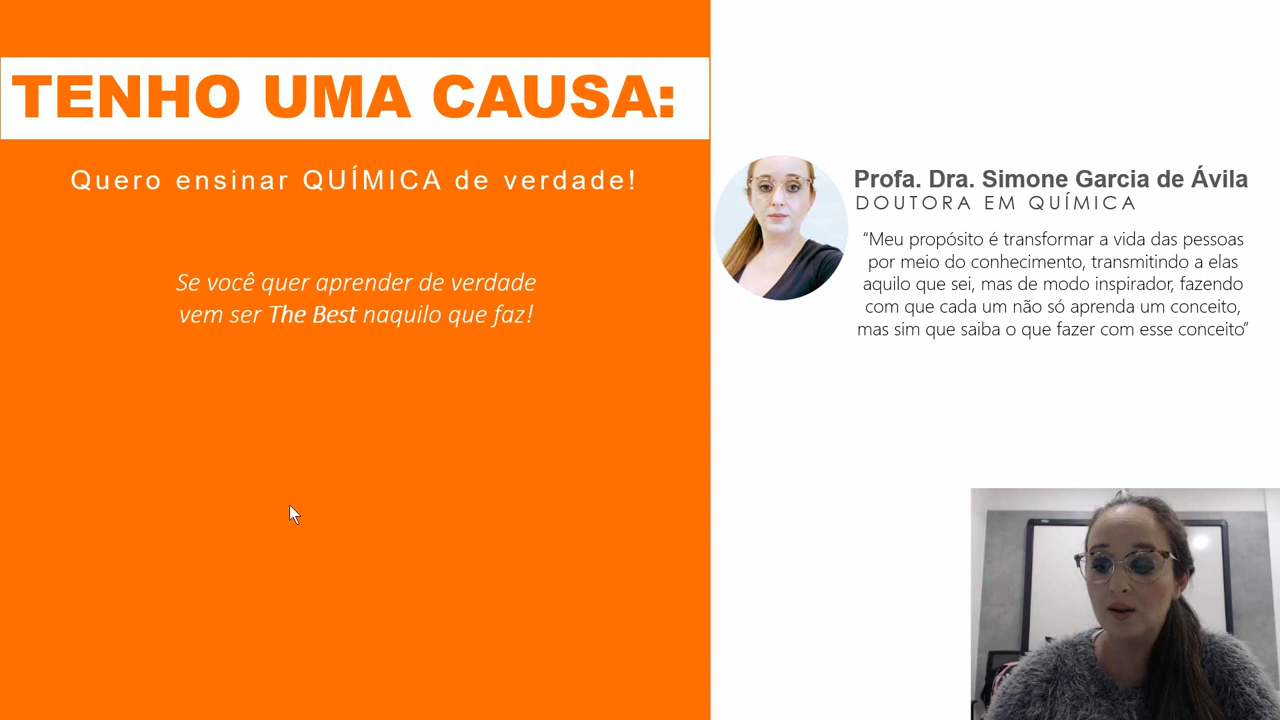 TENHO UMA CAUSA:
Quero ensinar QUÍMICA de verdade!
Se você quer aprender de verdade
vem ser The Best naquilo que faz!
Profa. Dra. Simone Garcia de Ávila
DOUTORA EM QUÍMICA
“Meu propósito é transformar a vida das pessoas
por meio do conhecimento, transmitindo a elas
aquilo que sei, mas de modo inspirador, fazendo
com que cada um não só aprenda um conceito,
mas sim que saiba o que fazer com esse conceito”